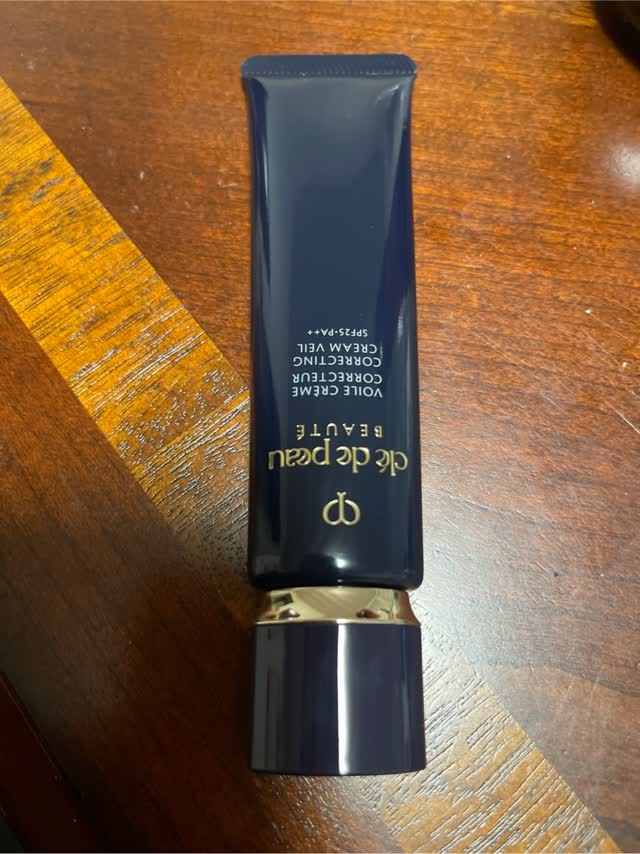 clé de peau
BEAUTÉ
VOILE CRÈME
CORRECTEUR
CORRECTING
CREAM VEIL
SPF25•PA++